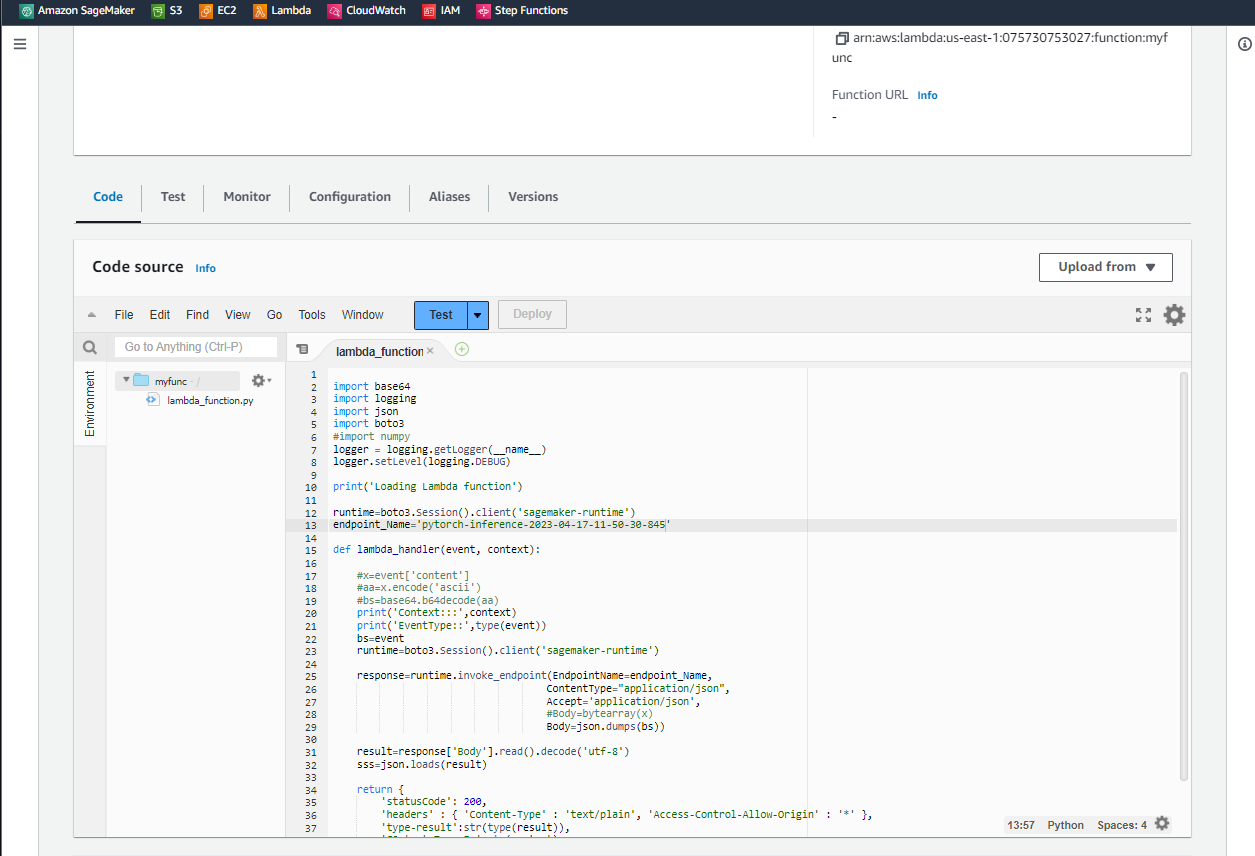 Amazon SageMaker S3 EC2 Lambda CloudWatch IAM Step Functions
arn:aws:lambda:us-east-1:075730753027:function:myf
unc
Function URL Info
-
Code Test Monitor Configuration Aliases Versions
Code source Info
Upload from
File Edit Find View Go Tools Window Test Deploy
Go to Anything (Ctrl-P)
lambda_function
Environment
myfunc - /
lambda_function.py
1
2 import base64
3 import logging
4 import json
5 import boto3
6 #import numpy
7 logger = logging.getLogger(__name__)
8 logger.setLevel(logging.DEBUG)
9
10 print('Loading Lambda function')
11
12 runtime=boto3.Session().client('sagemaker-runtime')
13 endpoint_Name='pytorch-inference-2023-04-17-11-50-30-845'
14
15 def lambda_handler(event, context):
16
17 #x=event['content']
18 #aa=x.encode('ascii')
19 #bs=base64.b64decode(aa)
20 print('Context:::',context)
21 print('EventType::',type(event))
22 bs=event
23 runtime=boto3.Session().client('sagemaker-runtime')
24
25 response=runtime.invoke_endpoint(EndpointName=endpoint_Name,
26 ContentType="application/json",
27 Accept='application/json',
28 #Body=bytearray(x)
29 Body=json.dumps(bs))
30
31 result=response['Body'].read().decode('utf-8')
32 sss=json.loads(result)
33
34 return {
35 'statusCode': 200,
36 'headers' : { 'Content-Type' : 'text/plain', 'Access-Control-Allow-Origin' : '*' },
37 'type-result':str(type(result)),
13:57 Python Spaces: 4